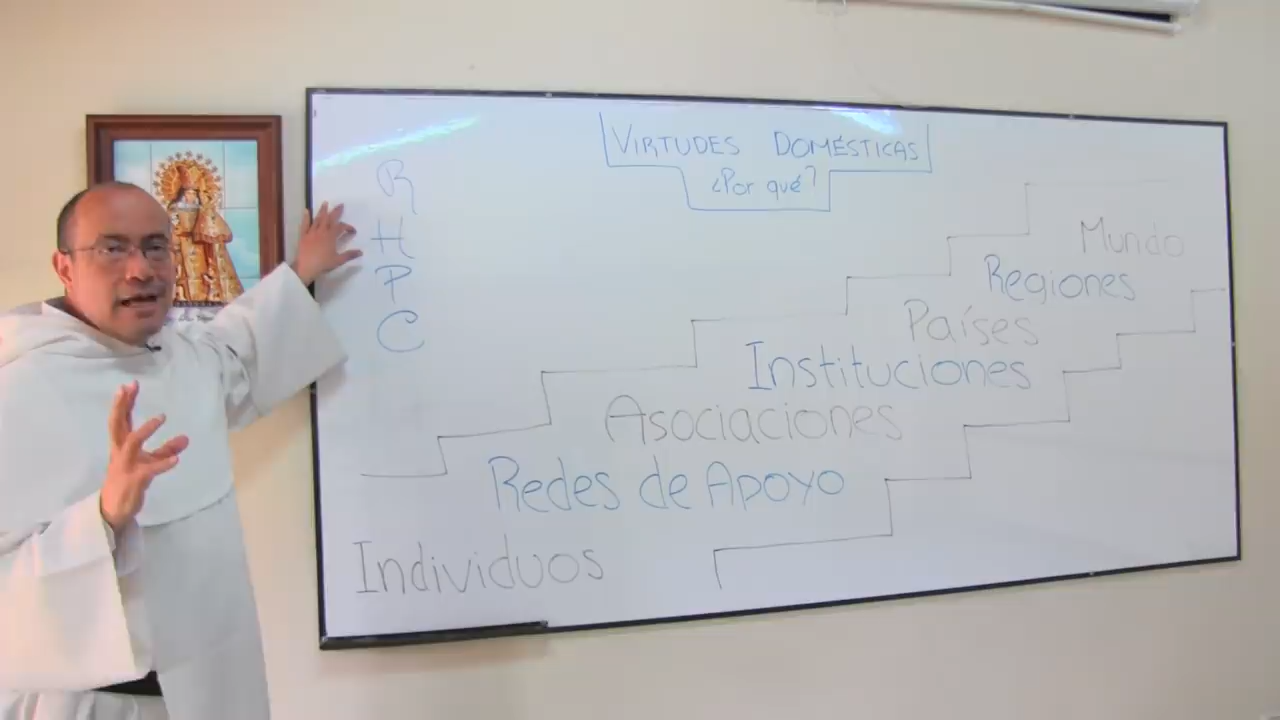 VIRTUDES DOMÉSTICAS
¿Por qué?
R
H
P
C
Mundo
Regiones
Países
Instituciones
Asociaciones
Redes de Apoyo
Individuos